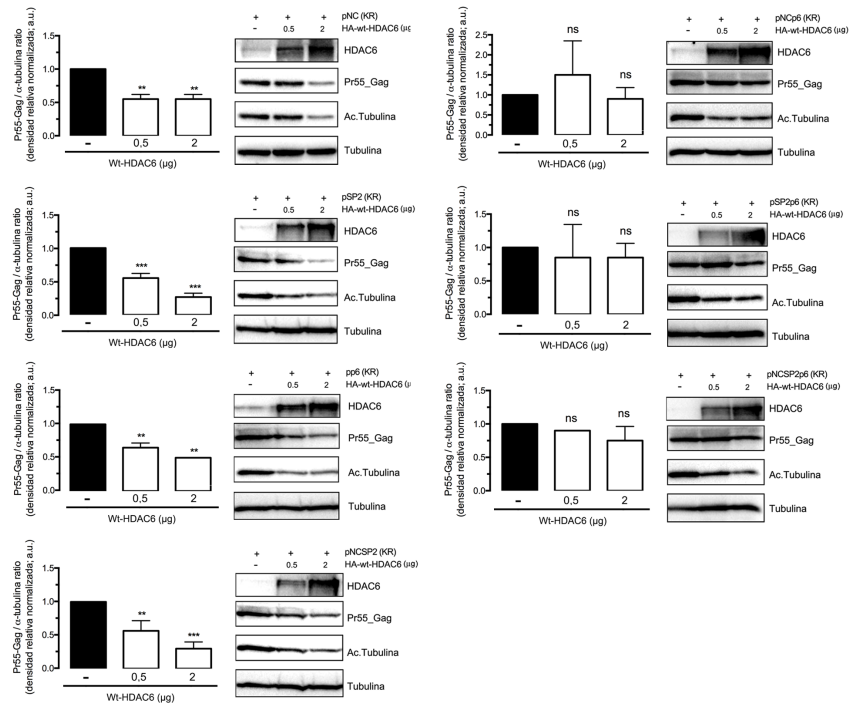 Pr55-Gag / α-tubulina ratio
(densidad relativa normalizada; a.u.)
1.5
1.0
0.5
0.0
**
**
-
0,5
2
Wt-HDAC6 (µg)
+ + + pNC (KR)
- 0.5 2 HA-wt-HDAC6 (µg
HDAC6
Pr55_Gag
Ac.Tubulina
Tubulina
Pr55-Gag / α-tubulina ratio
(densidad relativa normalizada; a.u.)
2.5
2.0
1.5
1.0
0.5
0.0
ns
ns
-
0,5
2
Wt-HDAC6 (µg)
+ + + pNCp6 (KR)
- 0.5 2 HA-wt-HDAC6 (µg)
HDAC6
Pr55_Gag
Ac.Tubulina
Tubulina
Pr55-Gag / α-tubulina ratio
(densidad relativa normalizada; a.u.)
1.5
1.0
0.5
0.0
***
***
-
0,5
2
Wt-HDAC6 (µg)
+ + + pSP2 (KR)
- 0.5 2 HA-wt-HDAC6 (µg)
HDAC6
Pr55_Gag
Ac.Tubulina
Tubulina
Pr55-Gag / α-tubulina ratio
(densidad relativa normalizada; a.u.)
1.5
1.0
0.5
0.0
ns
ns
-
0,5
2
Wt-HDAC6 (µg)
+ + + pSP2p6 (KR)
- 0.5 2 HA-wt-HDAC6 (µg)
HDAC6
Pr55_Gag
Ac.Tubulina
Tubulina
Pr55-Gag / α-tubulina ratio
(densidad relativa normalizada; a.u.)
1.5
1.0
0.5
0.0
**
**
-
0,5
2
Wt-HDAC6 (µg)
+ + + pp6 (KR)
- 0.5 2 HA-wt-HDAC6 (
HDAC6
Pr55_Gag
Ac.Tubulina
Tubulina
Pr55-Gag / α-tubulina ratio
(densidad relativa normalizada; a.u.)
1.5
1.0
0.5
0.0
ns
ns
-
0,5
2
Wt-HDAC6 (µg)
+ + + pNCSP2p6 (KR)
- 0.5 2 HA-wt-HDAC6 (µg)
HDAC6
Pr55_Gag
Ac.Tubulina
Tubulina
Pr55-Gag / α-tubulina ratio
(densidad relativa normalizada; a.u.)
1.5
1.0
0.5
0.0
**
***
-
0,5
2
Wt-HDAC6 (µg)
+ + + pNCSP2 (KR)
- 0.5 2 HA-wt-HDAC6 (µg)
HDAC6
Pr55_Gag
Ac.Tubulina
Tubulina